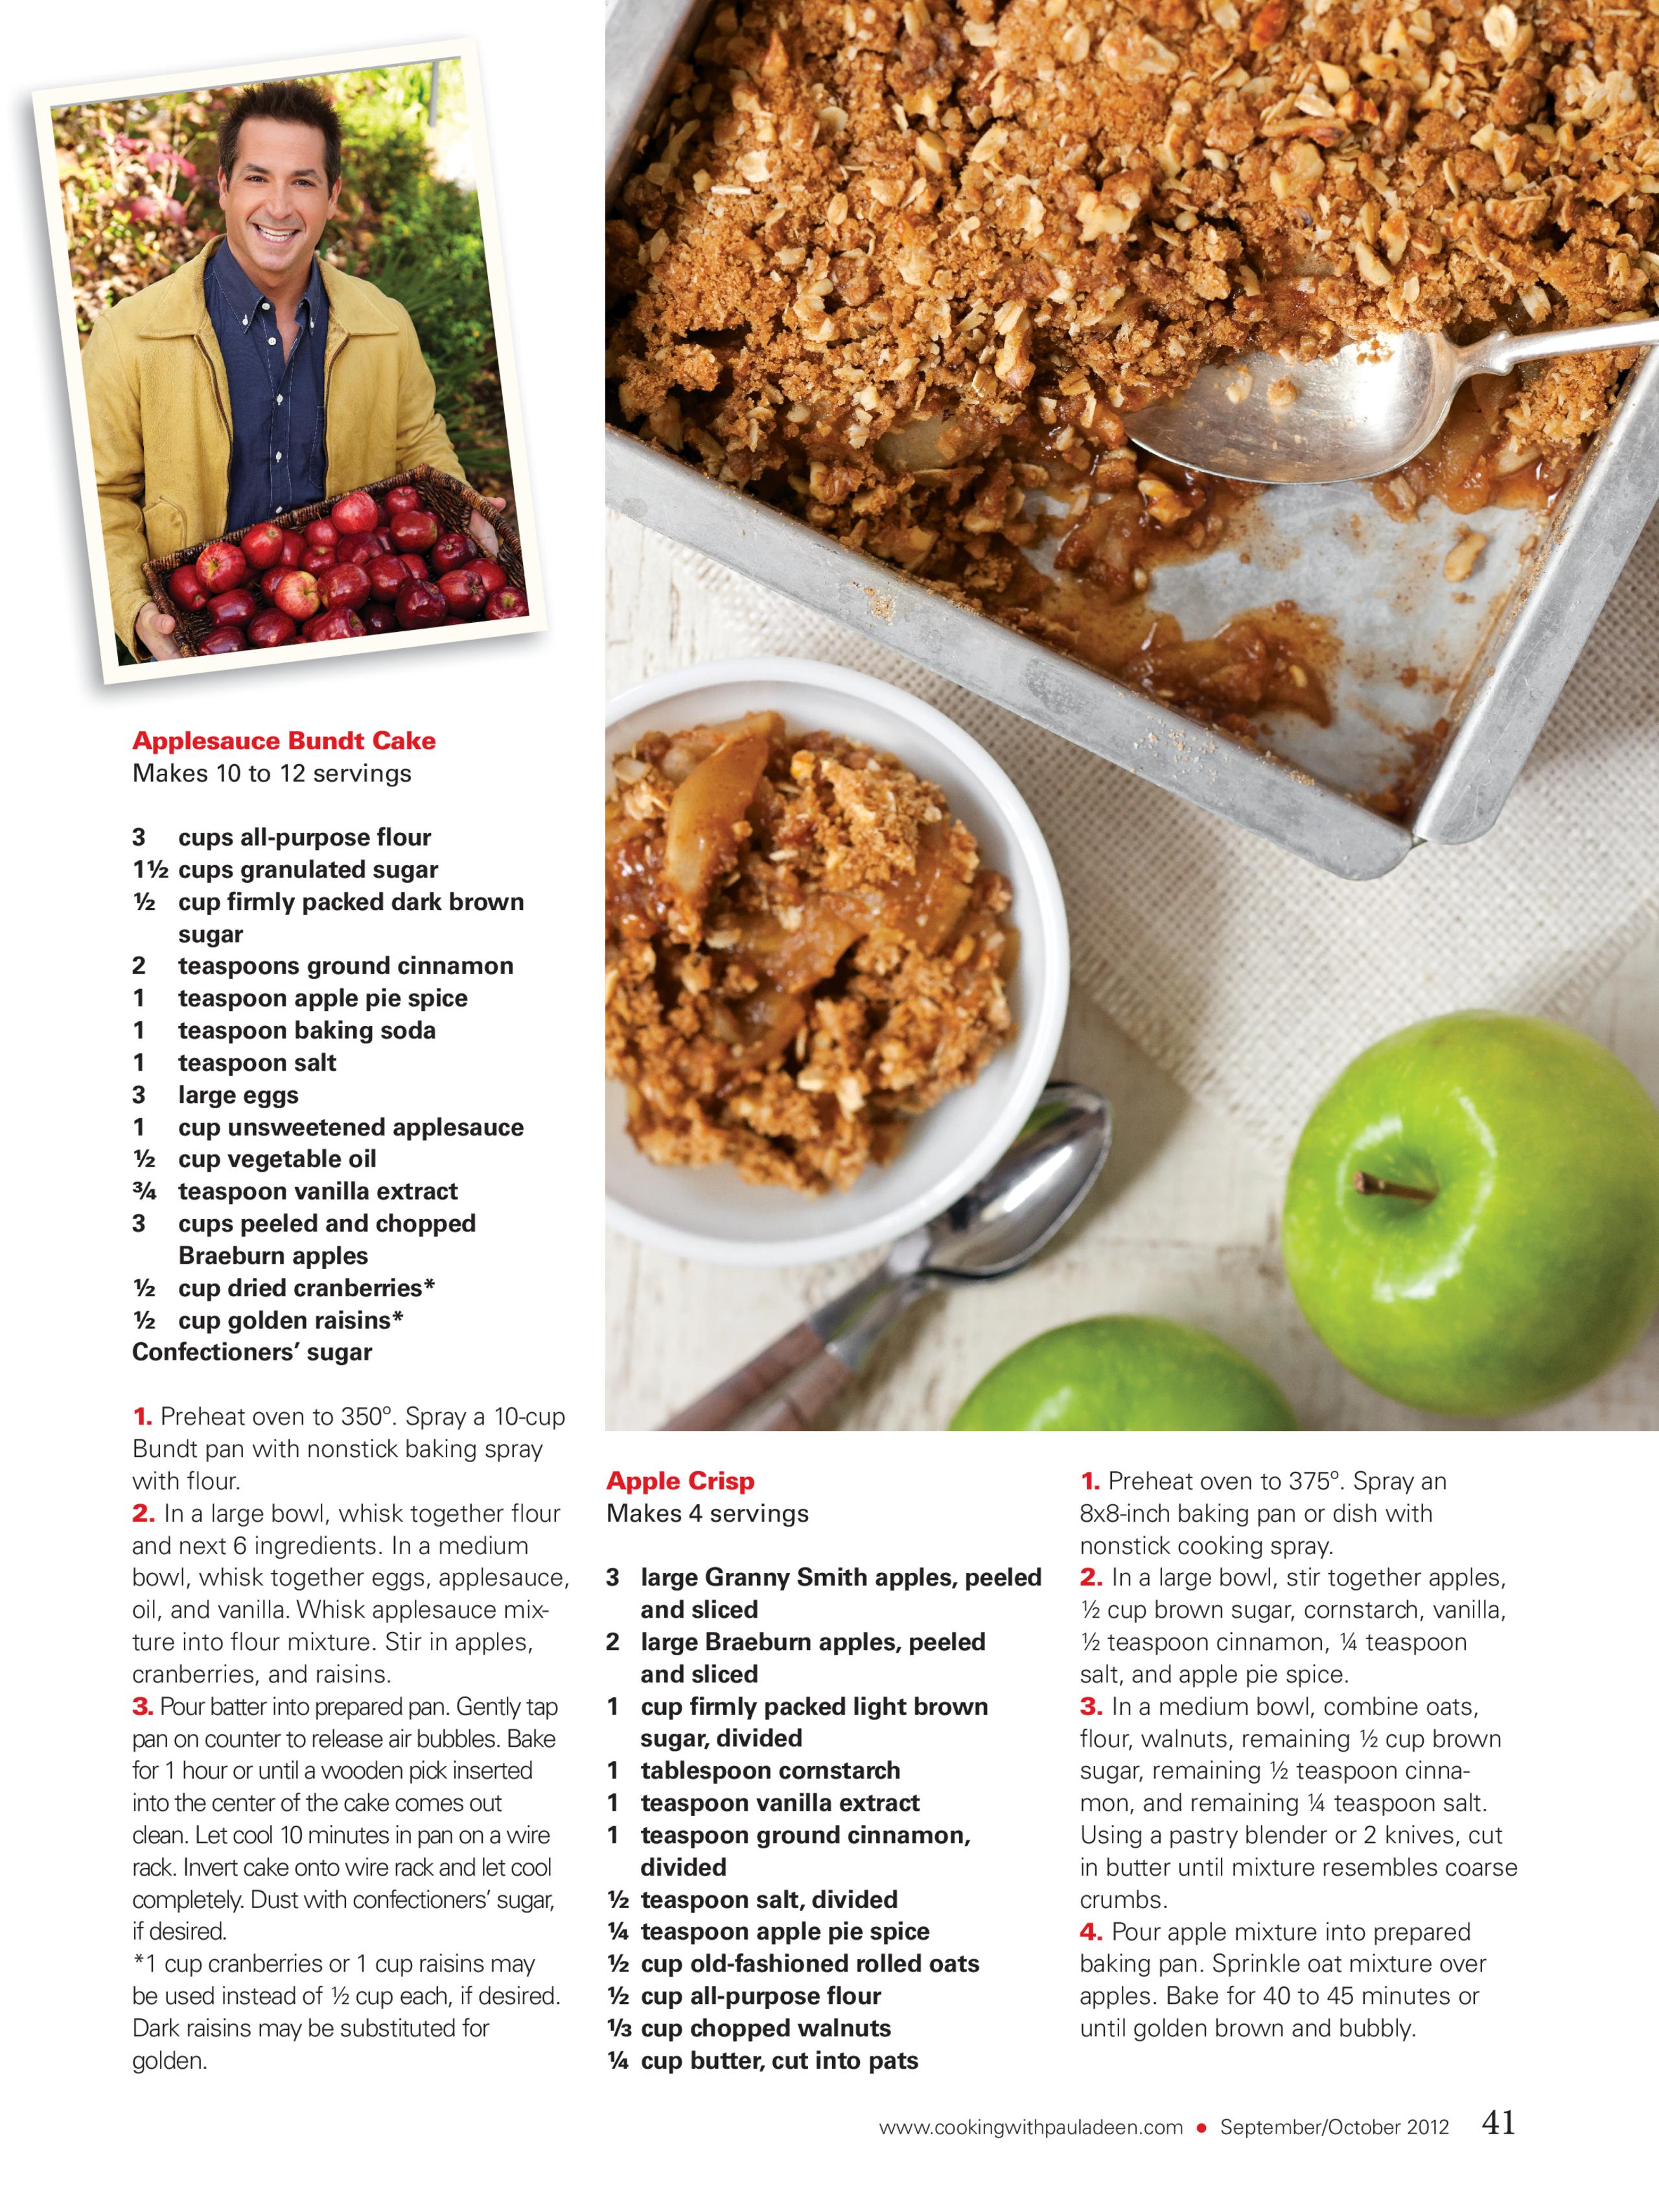 Applesauce Bundt Cake
Makes 10 to 12 servings
3 cups all-purpose flour
1½ cups granulated sugar
½ cup firmly packed dark brown
sugar
2 teaspoons ground cinnamon
1 teaspoon apple pie spice
1 teaspoon baking soda
1 teaspoon salt
3 large eggs
1 cup unsweetened applesauce
½ cup vegetable oil
¾ teaspoon vanilla extract
3 cups peeled and chopped
Braeburn apples
½ cup dried cranberries*
½ cup golden raisins*
Confectioners’ sugar
1. Preheat oven to 350º. Spray a 10-cup
Bundt pan with nonstick baking spray
with flour.
2. In a large bowl, whisk together flour
and next 6 ingredients. In a medium
bowl, whisk together eggs, applesauce,
oil, and vanilla. Whisk applesauce mix-
ture into flour mixture. Stir in apples,
cranberries, and raisins.
3. Pour batter into prepared pan. Gently tap
pan on counter to release air bubbles. Bake
for 1 hour or until a wooden pick inserted
into the center of the cake comes out
clean. Let cool 10 minutes in pan on a wire
rack. Invert cake onto wire rack and let cool
completely. Dust with confectioners’ sugar,
if desired.
*1 cup cranberries or 1 cup raisins may
be used instead of ½ cup each, if desired.
Dark raisins may be substituted for
golden.
Apple Crisp
Makes 4 servings
3 large Granny Smith apples, peeled
and sliced
2 large Braeburn apples, peeled
and sliced
1 cup firmly packed light brown
sugar, divided
1 tablespoon cornstarch
1 teaspoon vanilla extract
1 teaspoon ground cinnamon,
divided
½ teaspoon salt, divided
¼ teaspoon apple pie spice
½ cup old-fashioned rolled oats
½ cup all-purpose flour
⅓ cup chopped walnuts
¼ cup butter, cut into pats
1. Preheat oven to 375º. Spray an
8x8-inch baking pan or dish with
nonstick cooking spray.
2. In a large bowl, stir together apples,
½ cup brown sugar, cornstarch, vanilla,
½ teaspoon cinnamon, ¼ teaspoon
salt, and apple pie spice.
3. In a medium bowl, combine oats,
flour, walnuts, remaining ½ cup brown
sugar, remaining ½ teaspoon cinna-
mon, and remaining ¼ teaspoon salt.
Using a pastry blender or 2 knives, cut
in butter until mixture resembles coarse
crumbs.
4. Pour apple mixture into prepared
baking pan. Sprinkle oat mixture over
apples. Bake for 40 to 45 minutes or
until golden brown and bubbly.
www.cookingwithpauladeen.com • September/October 2012 41